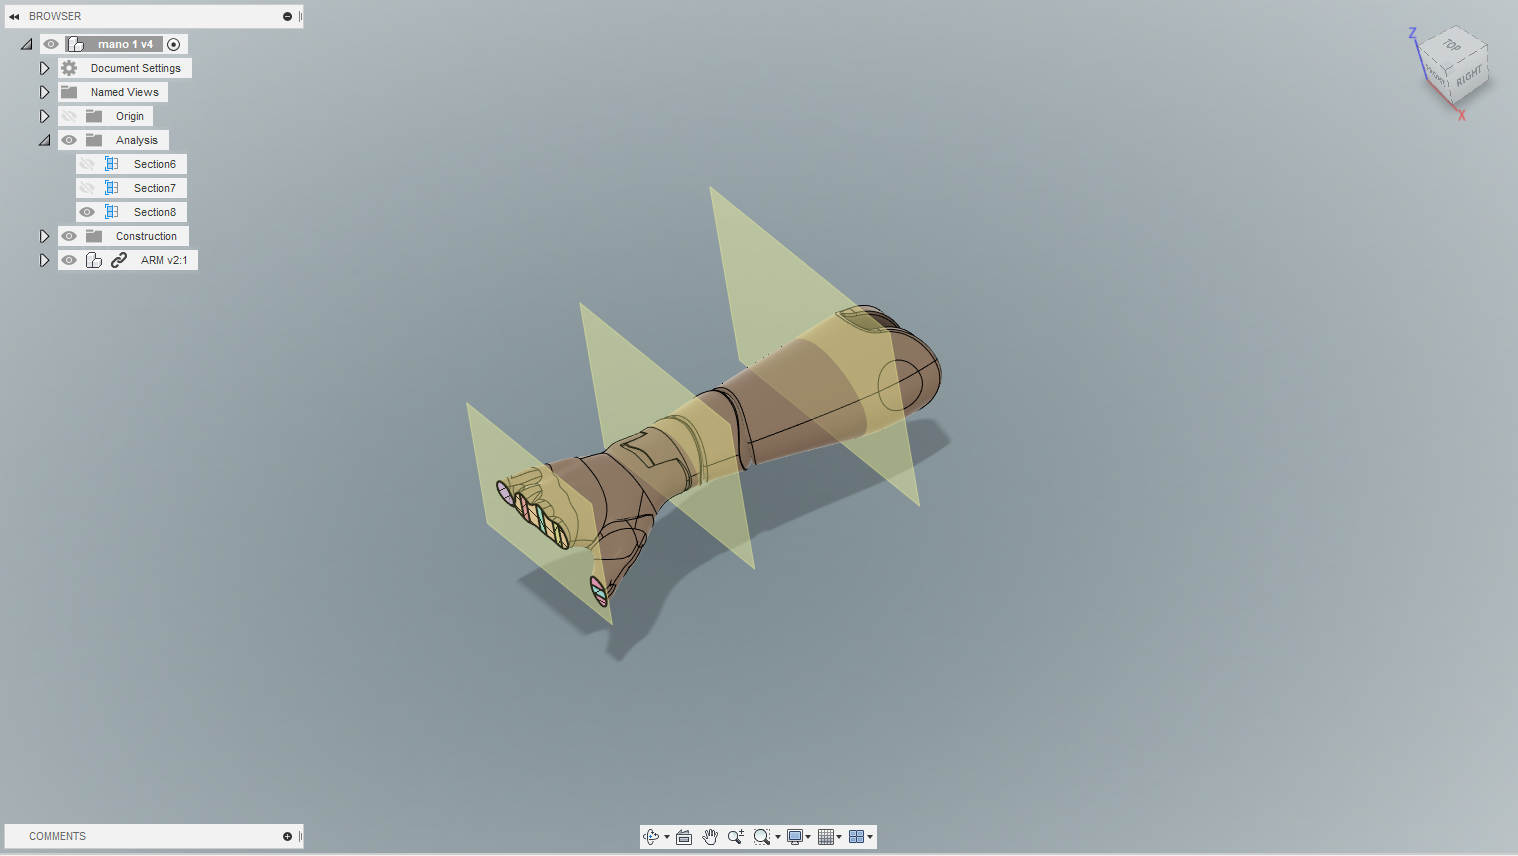 BROWSER
mano 1 v4
Document Settings
Named Views
Origin
Analysis
Section6
Section7
Section8
Construction
ARM v2:1
Z
TOP
RIGHT
X
COMMENTS